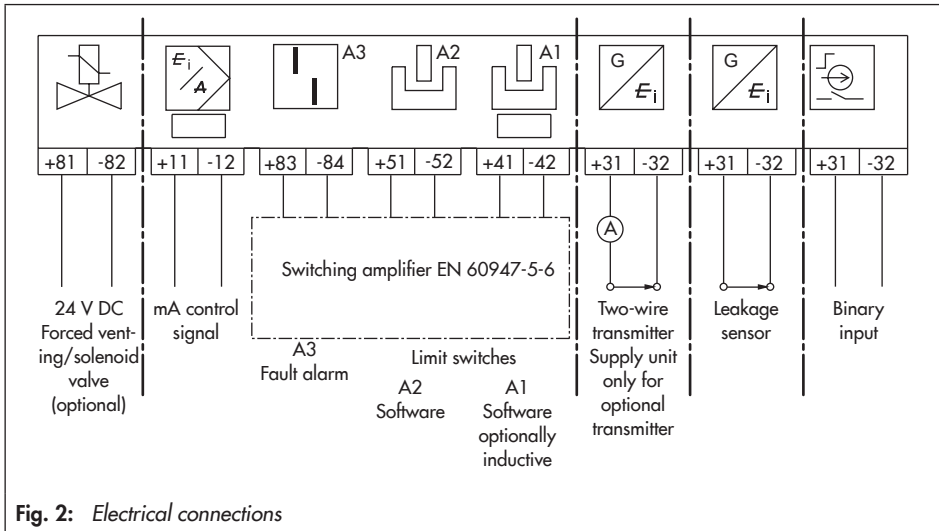 A3
A2
A1
G
G
E i
A
E i
E i
+81 -82 +11 -12 +83 -84 +51 -52 +41 -42 +31 -32 +31 -32 +31 -32
A
Switching amplifier EN 60947-5-6
24 V DC
Forced vent-
ing/solenoid
valve
(optional)
mA control
signal
A3
Fault alarm
Limit switches
A2
Software
A1
Software
optionally
inductive
Two-wire
transmitter
Supply unit
only for
optional
transmitter
Leakage
sensor
Binary
input
Fig. 2: Electrical connections